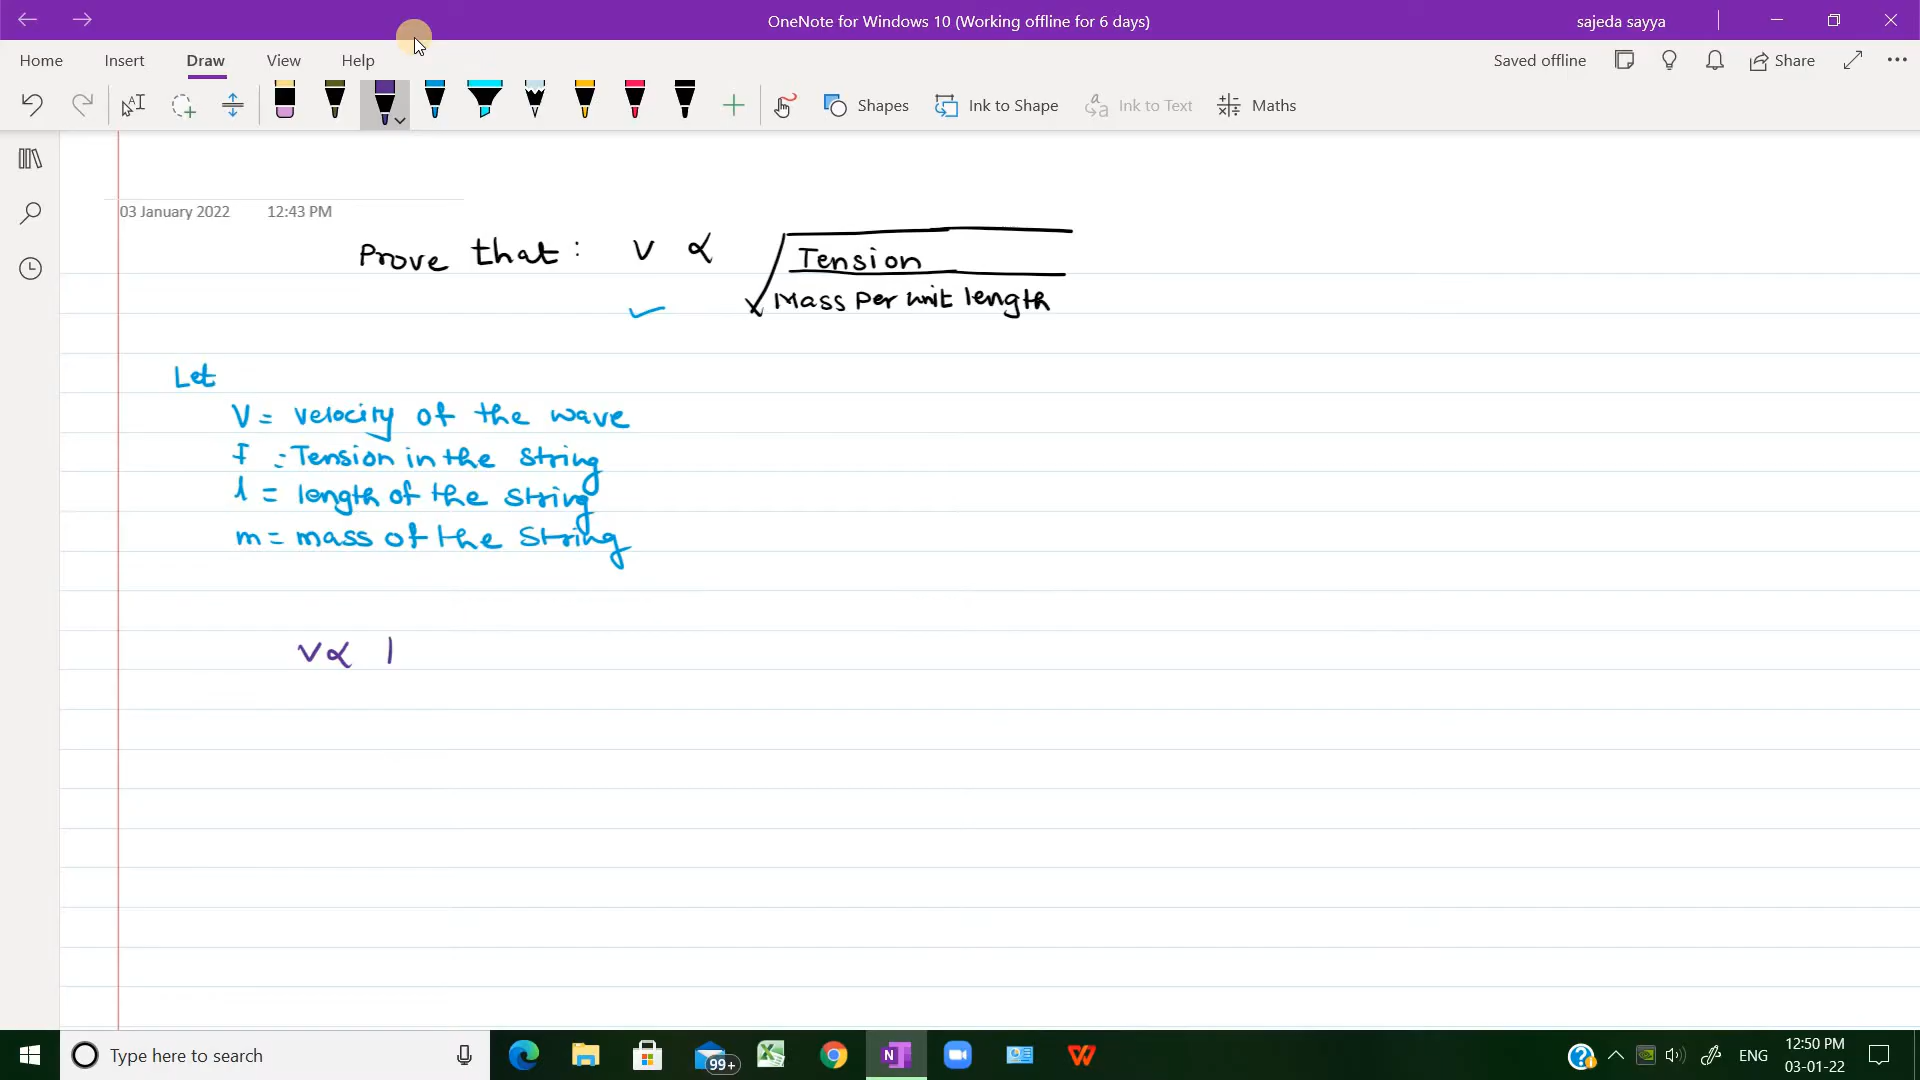 OneNote for Windows 10 (Working offline for 6 days)
sajeda sayya
Home Insert Draw View Help
Saved offline
Share
Shapes
Ink to Shape
Ink to Text
Maths
03 January 2022 12:43 PM
Prove that : v ∝ √ Tension
Mass per unit length
Let
V = velocity of the wave
F = Tension in the string
l = length of the string
m = mass of the string
v ∝ l
Type here to search
99+
ENG
12:50 PM
03-01-22